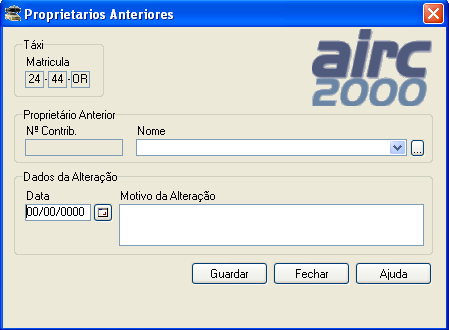 Proprietarios Anteriores
Táxi
Matricula
24 - 44 - OR
airc
2000
Proprietário Anterior
Nº Contrib.
Nome
...
Dados da Alteração
Data
Motivo da Alteração
00/00/0000
Guardar
Fechar
Ajuda